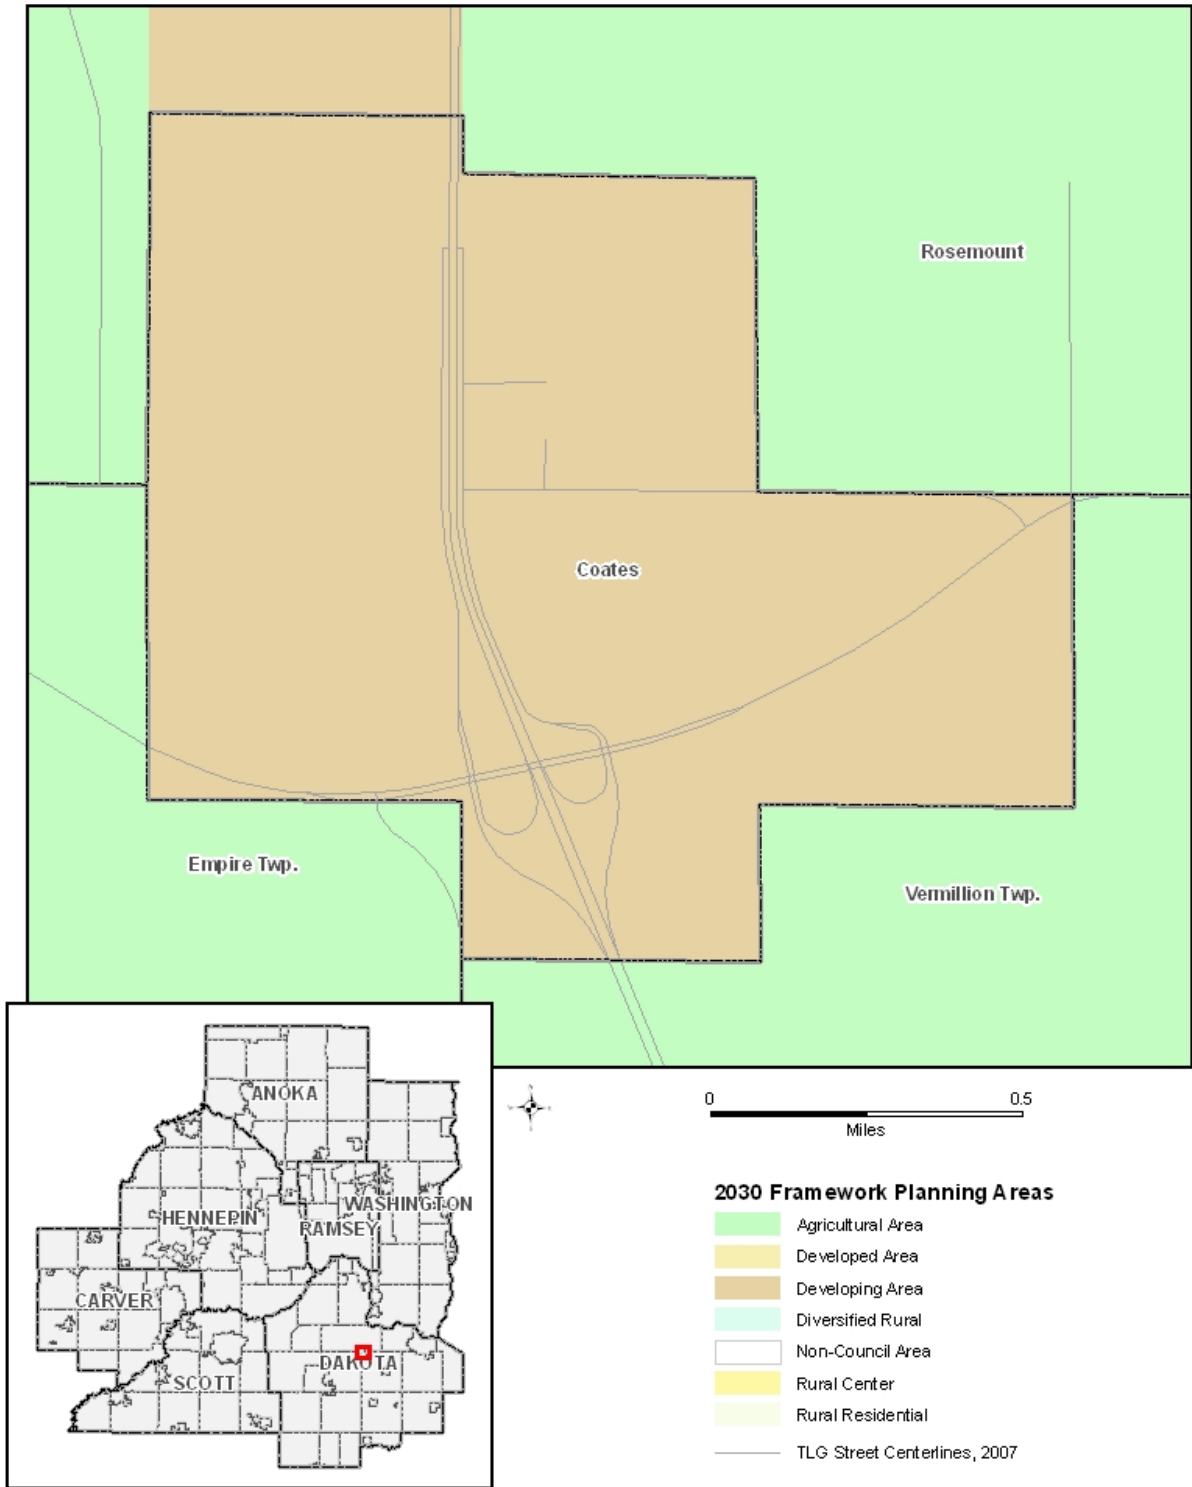 Rosemount
Coates
Empire Twp.
Vermillion Twp.
ANOKA
WASHINGTON
HENNEPIN
RAMSEY
CARVER
DAKOTA
SCOTT
0 0.5
Miles
2030 Framework Planning Areas
Agricultural Area
Developed Area
Developing Area
Diversified Rural
Non-Council Area
Rural Center
Rural Residential
TLG Street Centerlines, 2007